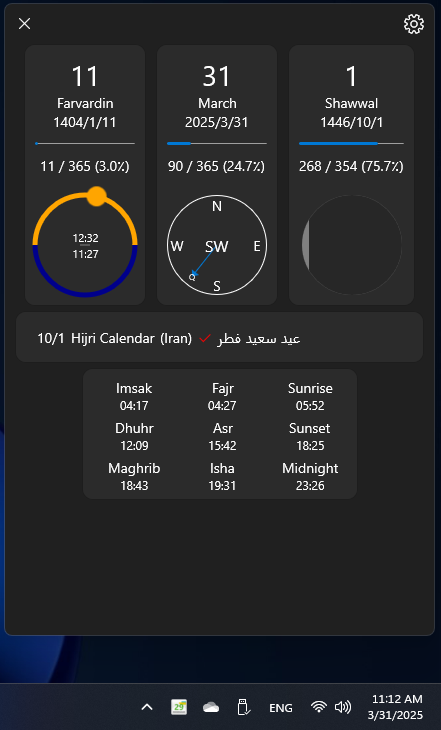 11
Farvardin
1404/1/11
11 / 365 (3.0٪)
12:32
11:27
31
March
2025/3/31
90 / 365 (24.7٪)
N
W SW E
S
1
Shawwal
1446/10/1
268 / 354 (75.7٪)
10/1 Hijri Calendar (Iran) عید سعید فطر
Imsak Fajr Sunrise
04:17 04:27 05:52
Dhuhr Asr Sunset
12:09 15:42 18:25
Maghrib Isha Midnight
18:43 19:31 23:26
29
ENG
11:12 AM
3/31/2025